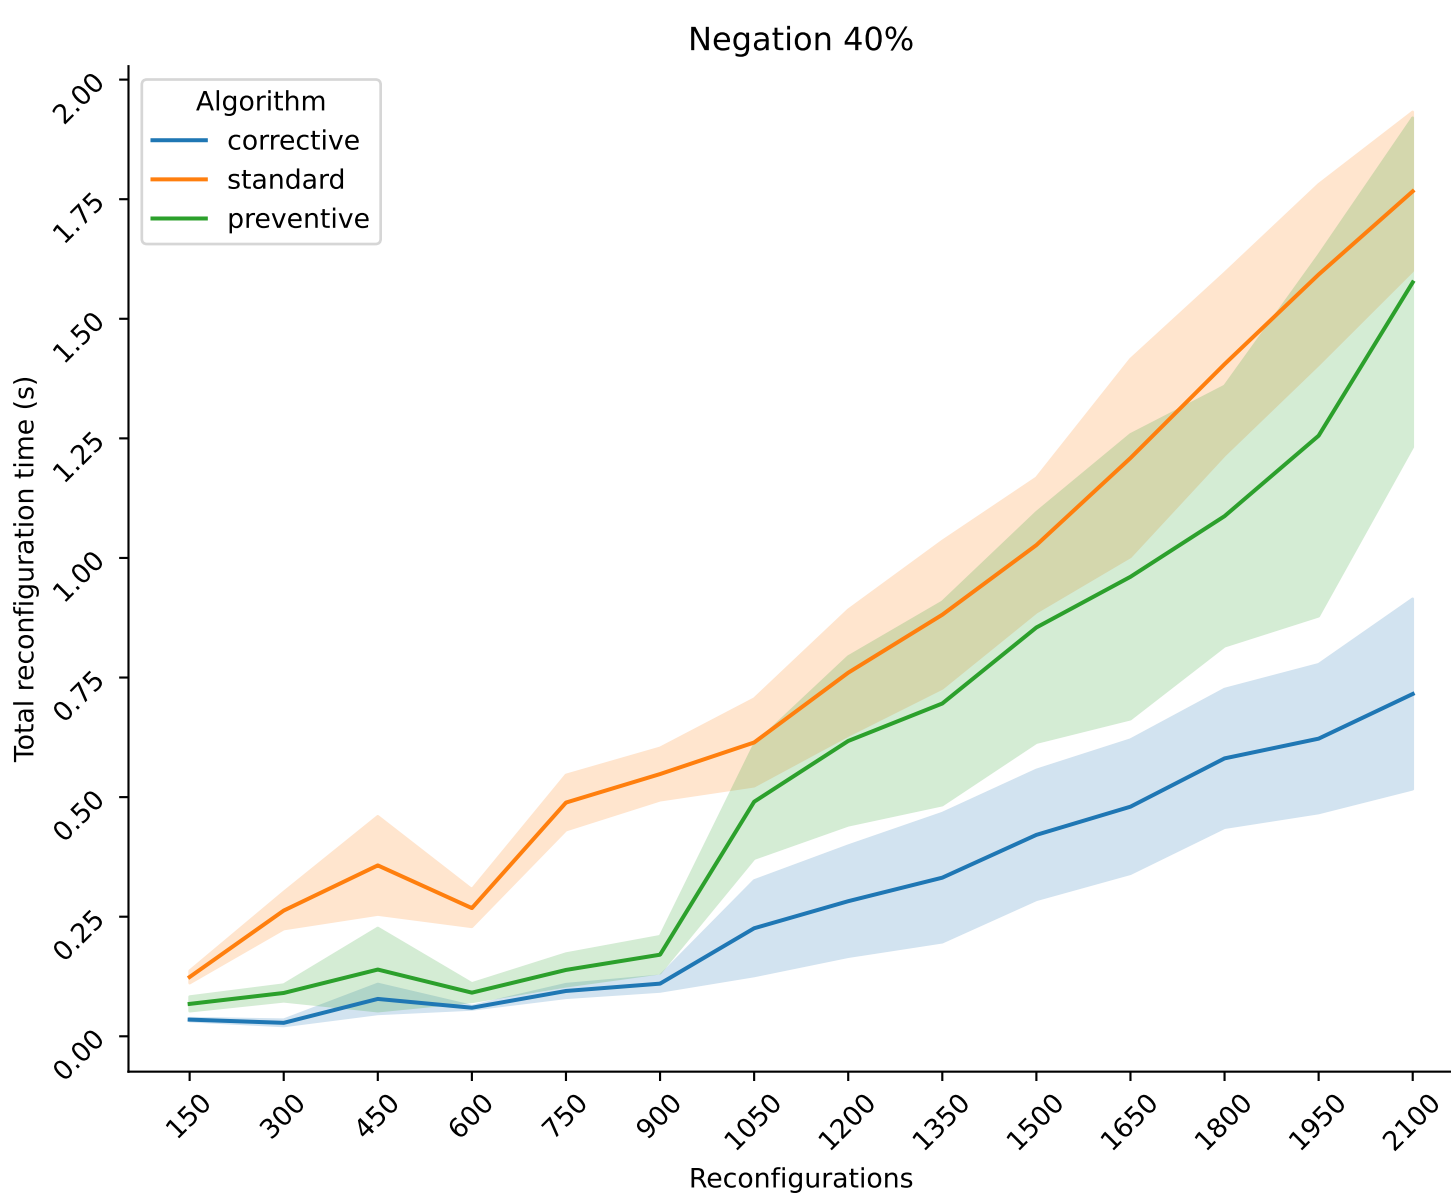 Negation 40%
Algorithm
corrective
standard
preventive
Total reconfiguration time (s)
2.00
1.75
1.50
1.25
1.00
0.75
0.50
0.25
0.00
150 300 450 600 750 900 1050 1200 1350 1500 1650 1800 1950 2100
Reconfigurations